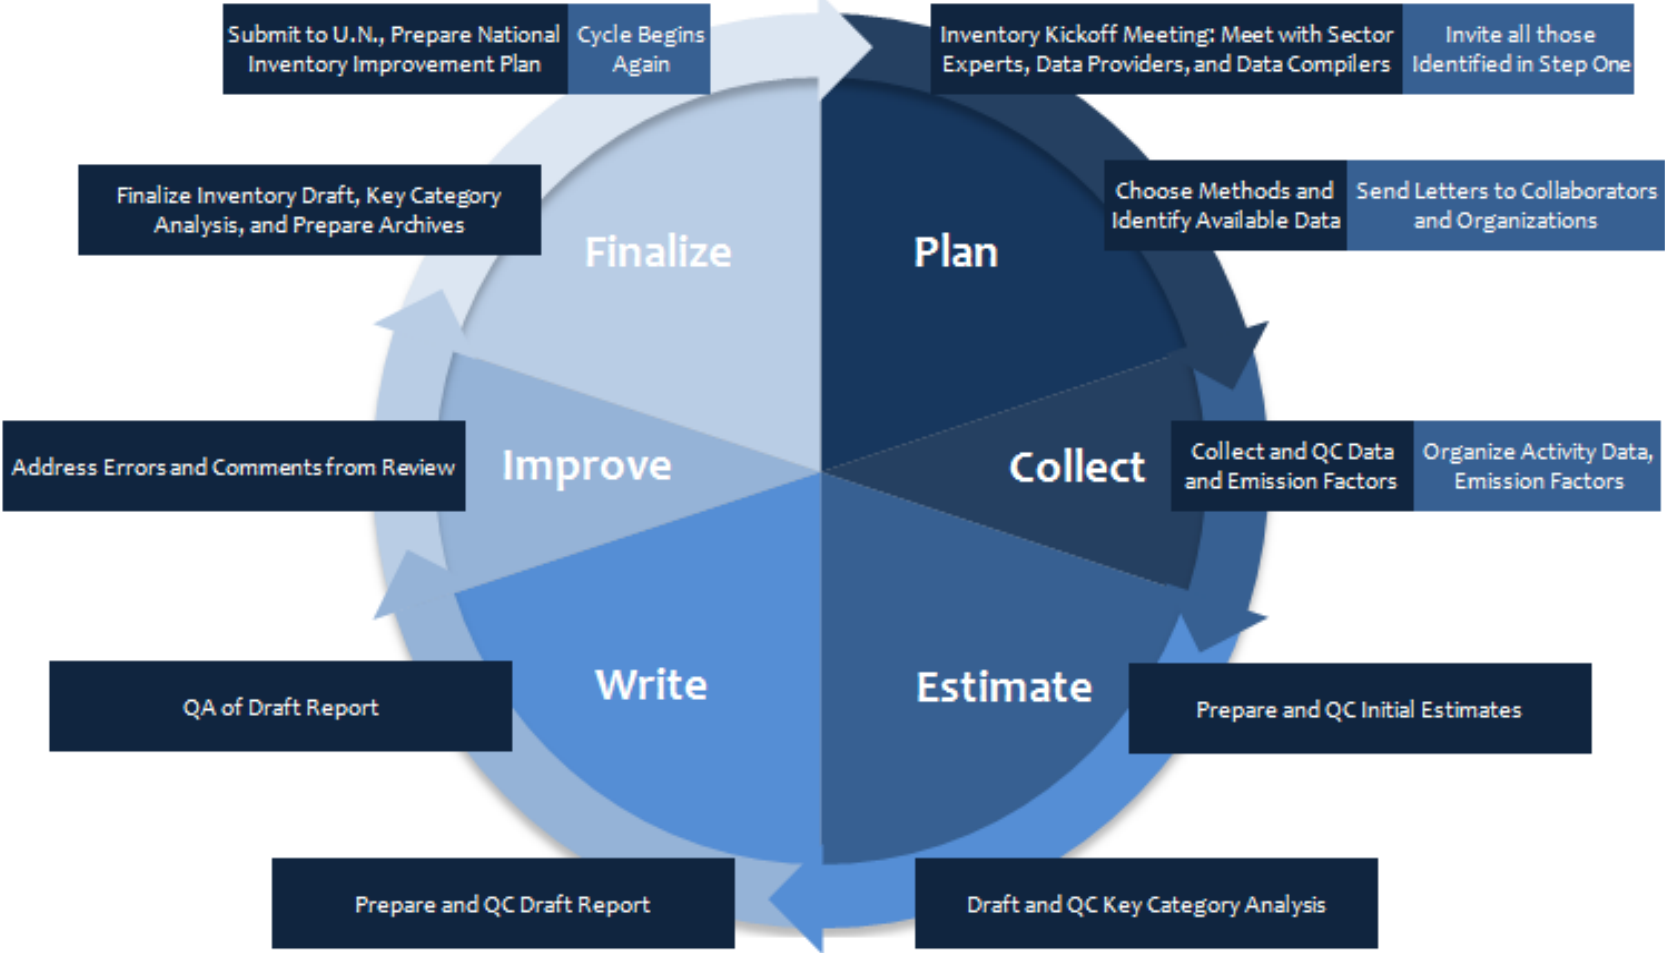 Submit to U.N., Prepare National
Inventory Improvement Plan
Cycle Begins
Again
Inventory Kickoff Meeting: Meet with Sector
Experts, Data Providers, and Data Compilers
Invite all those
Identified in Step One
Finalize Inventory Draft, Key Category
Analysis, and Prepare Archives
Choose Methods and
Identify Available Data
Send Letters to Collaborators
and Organizations
Finalize
Plan
Address Errors and Comments from Review
Improve
Collect
Collect and QC Data
and Emission Factors
Organize Activity Data,
Emission Factors
Write
Estimate
QA of Draft Report
Prepare and QC Initial Estimates
Prepare and QC Draft Report
Draft and QC Key Category Analysis